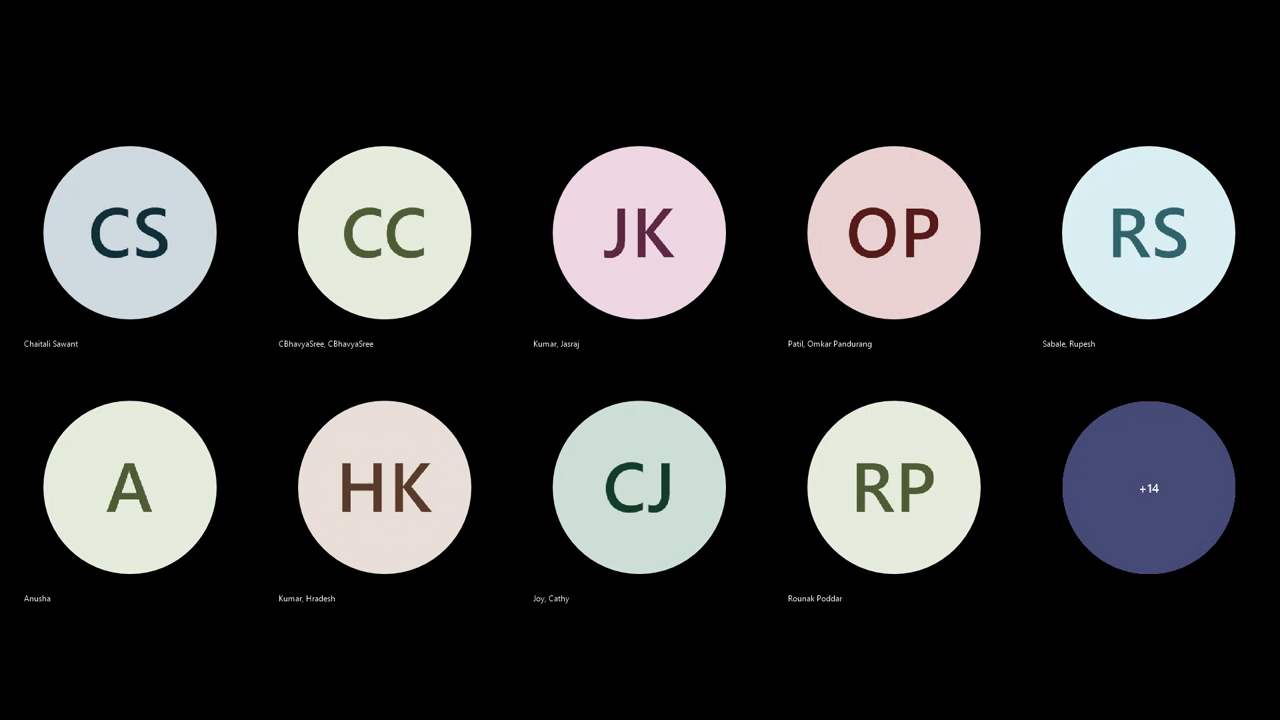 CS
CC
JK
OP
RS
Chaitali Sawant
CBhavyaSree, CBhavyaSree
Kumar, Jasraj
Patil, Omkar Pandurang
Sabale, Rupesh
A
HK
CJ
RP
+14
Anusha
Kumar, Hradesh
Joy, Cathy
Rounak Poddar